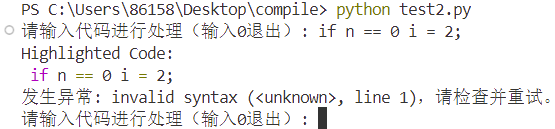 PS C:\Users\86158\Desktop\compile> python test2.py
请输入代码进行处理（输入0退出）: if n == 0 i = 2;
Highlighted Code:
 if n == 0 i = 2;
发生异常: invalid syntax (<unknown>, line 1)，请检查并重试。
请输入代码进行处理（输入0退出）: